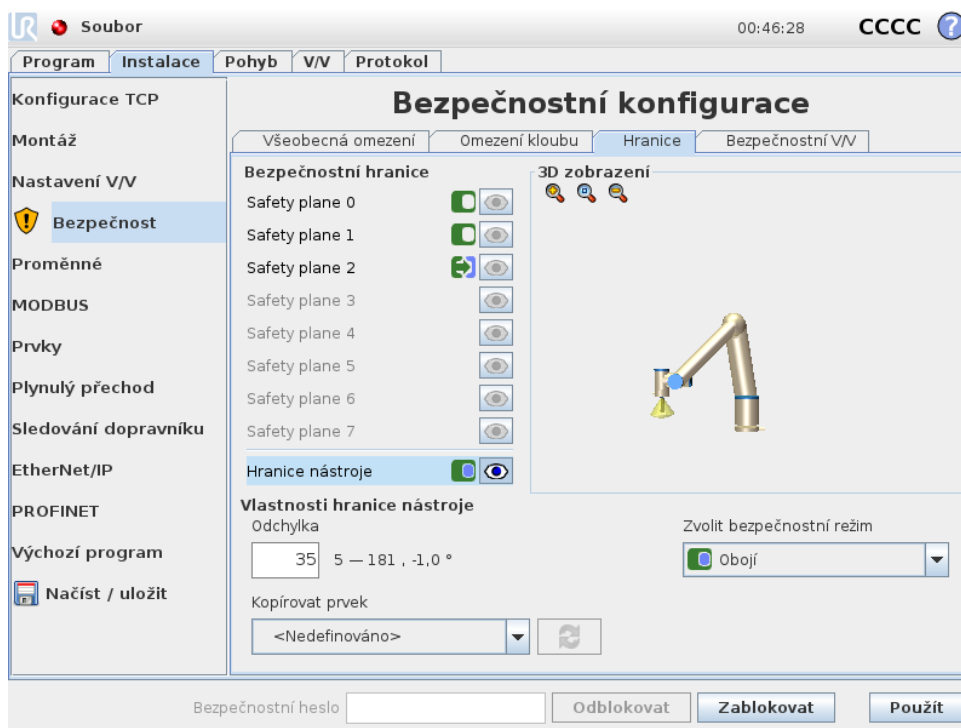 UR Soubor 00:46:28 CCCC ?
Program Instalace Pohyb V/V Protokol
Konfigurace TCP
Montáž
Nastavení V/V
Bezpečnost
Proměnné
MODBUS
Prvky
Plynulý přechod
Sledování dopravníku
EtherNet/IP
PROFINET
Výchozí program
Načíst / uložit
Bezpečnostní konfigurace
Všeobecná omezení Omezení kloubu Hranice Bezpečnostní V/V
Bezpečnostní hranice
Safety plane 0
Safety plane 1
Safety plane 2
Safety plane 3
Safety plane 4
Safety plane 5
Safety plane 6
Safety plane 7
Hranice nástroje
3D zobrazení
Vlastnosti hranice nástroje
Odchylka
35 5 — 181 , -1,0 °
Zvolit bezpečnostní režim
Obojí
Kopírovat prvek
<Nedefinováno>
Bezpečnostní heslo Odblokovat Zablokovat Použít